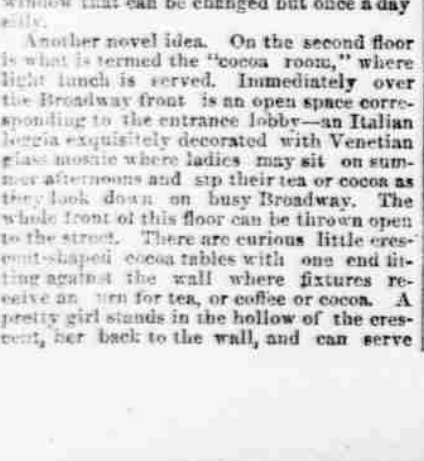 window that can be changed but once a day
Another novel idea. On the second floor
is what is termed the "cocoa room," where
light lunch is served. Immediately over
the Broadway front is an open space corre-
sponding to the entrance lobby—an Italian
loggia exquisitely decorated with Venetian
glass mosaic where ladies may sit on sum-
mer afternoons and sip their tea or cocoa as
they look down on busy Broadway. The
whole front of this floor can be thrown open
to the street. There are curious little cres-
cent-shaped cocoa tables with one end fit-
ting against the wall where fixtures re-
ceive an urn for tea, or coffee or cocoa. A
pretty girl stands in the hollow of the cres-
cent, her back to the wall, and can serve